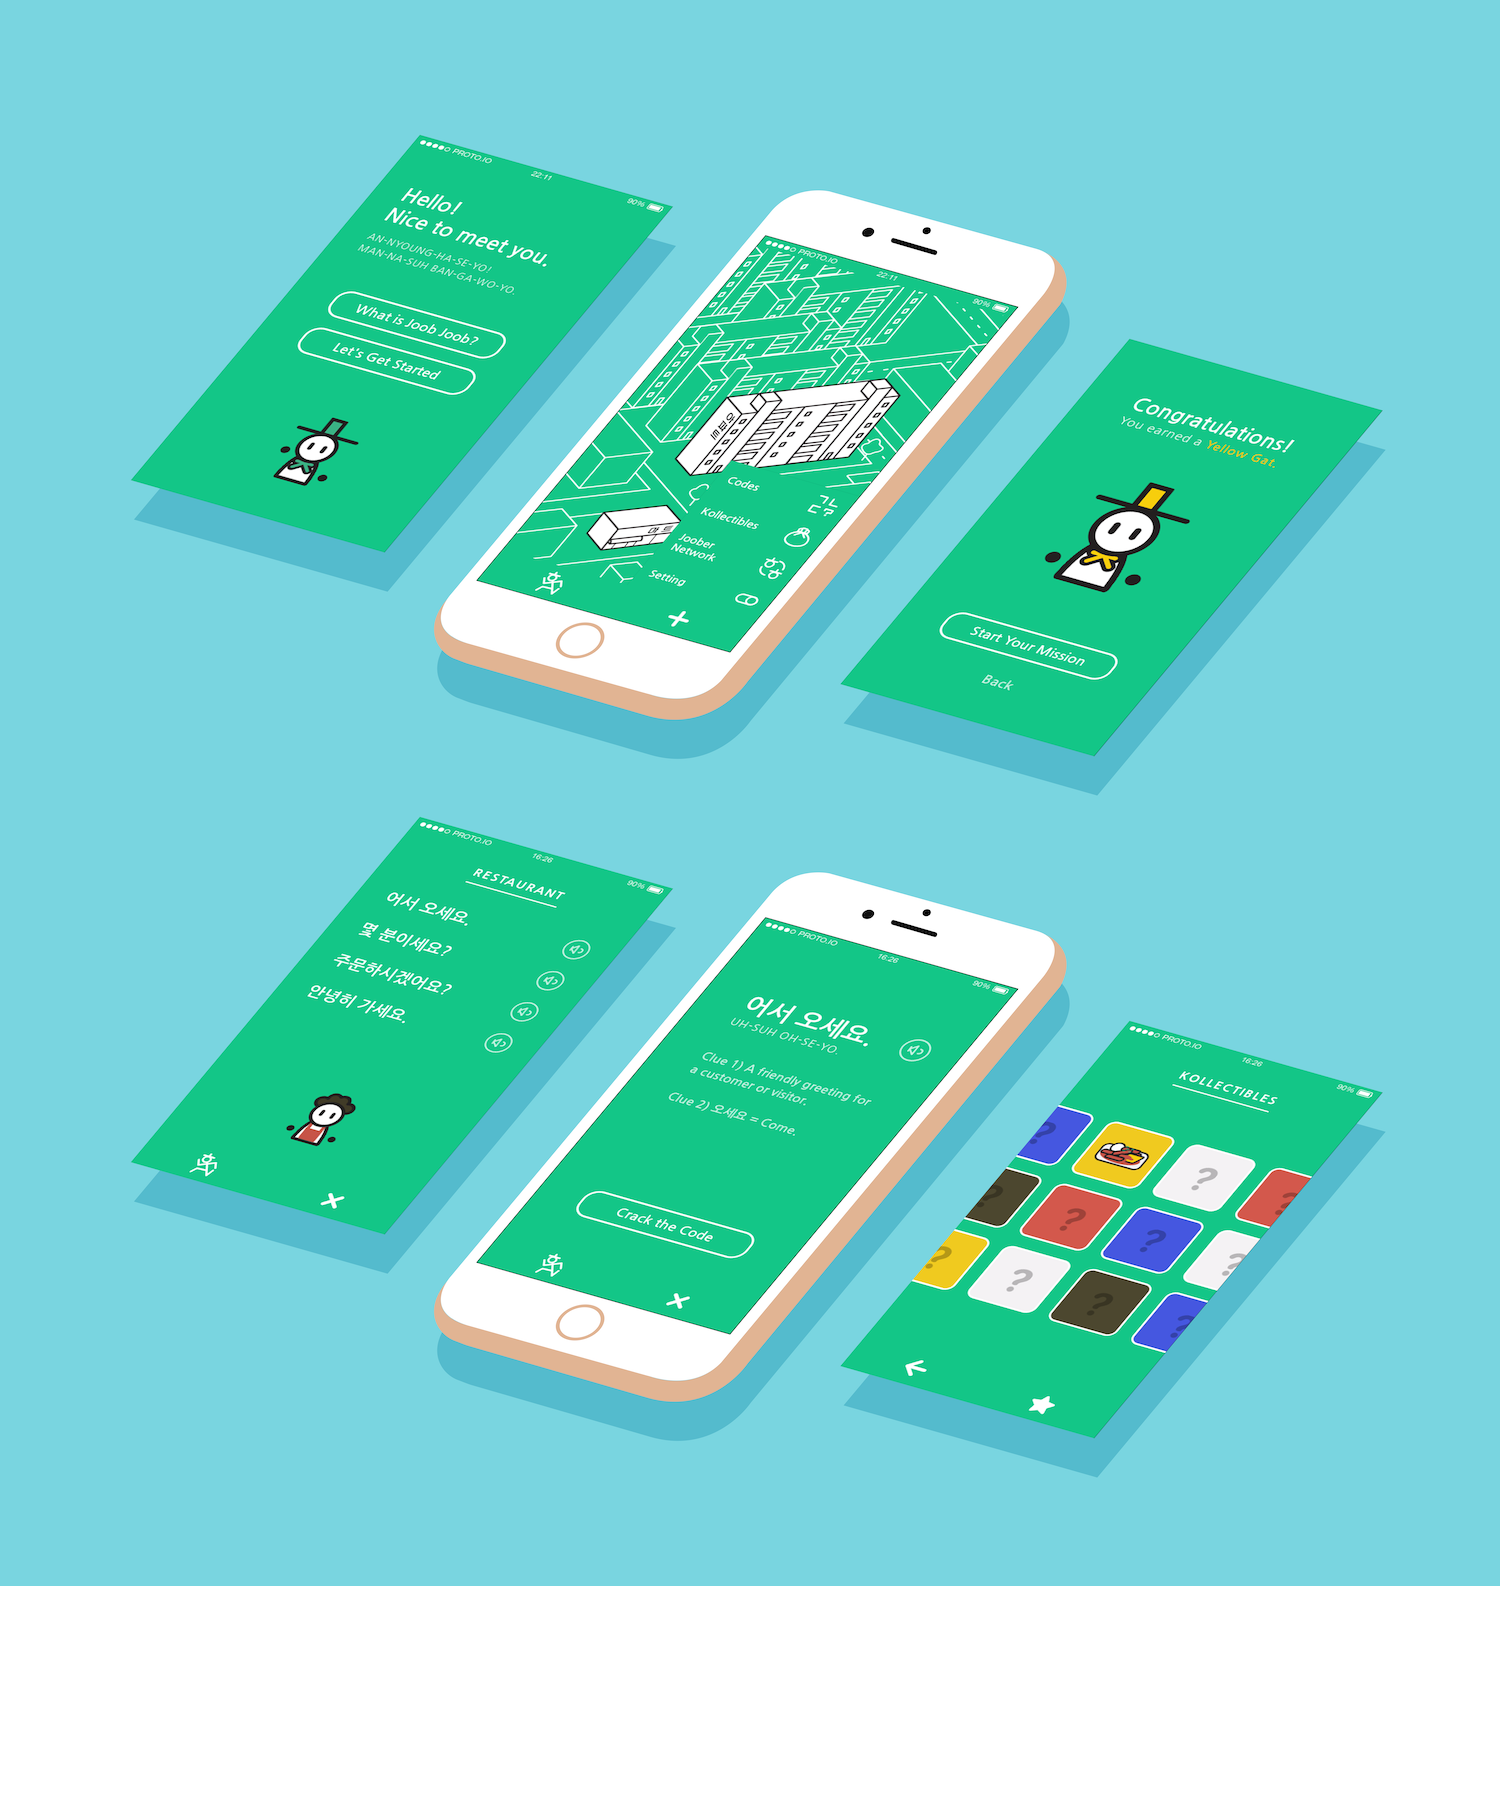 PROTO.IO
22:11
90%
Hello!
Nice to meet you.
AN-NYOUNG-HA-SE-YO!
MAN-NA-SUH BAN-GA-WO-YO.
What is Joob Joob?
Let's Get Started
PROTO.IO
22:11
90%
Codes
Kollectibles
마트
Joober
Network
Setting
Congratulations!
You earned a Yellow Gat.
Start Your Mission
Back
PROTO.IO
16:26
90%
RESTAURANT
어서 오세요.
몇 분이세요?
주문하시겠어요?
안녕히 가세요.
PROTO.IO
16:26
90%
어서 오세요.
UH-SUH OH-SE-YO.
Clue 1) A friendly greeting for
a customer or visitor.
Clue 2) 오세요 = Come.
Crack the Code
PROTO.IO
16:26
90%
KOLLECTIBLES
?
?
?
?
?
?
?
?
?
?
?